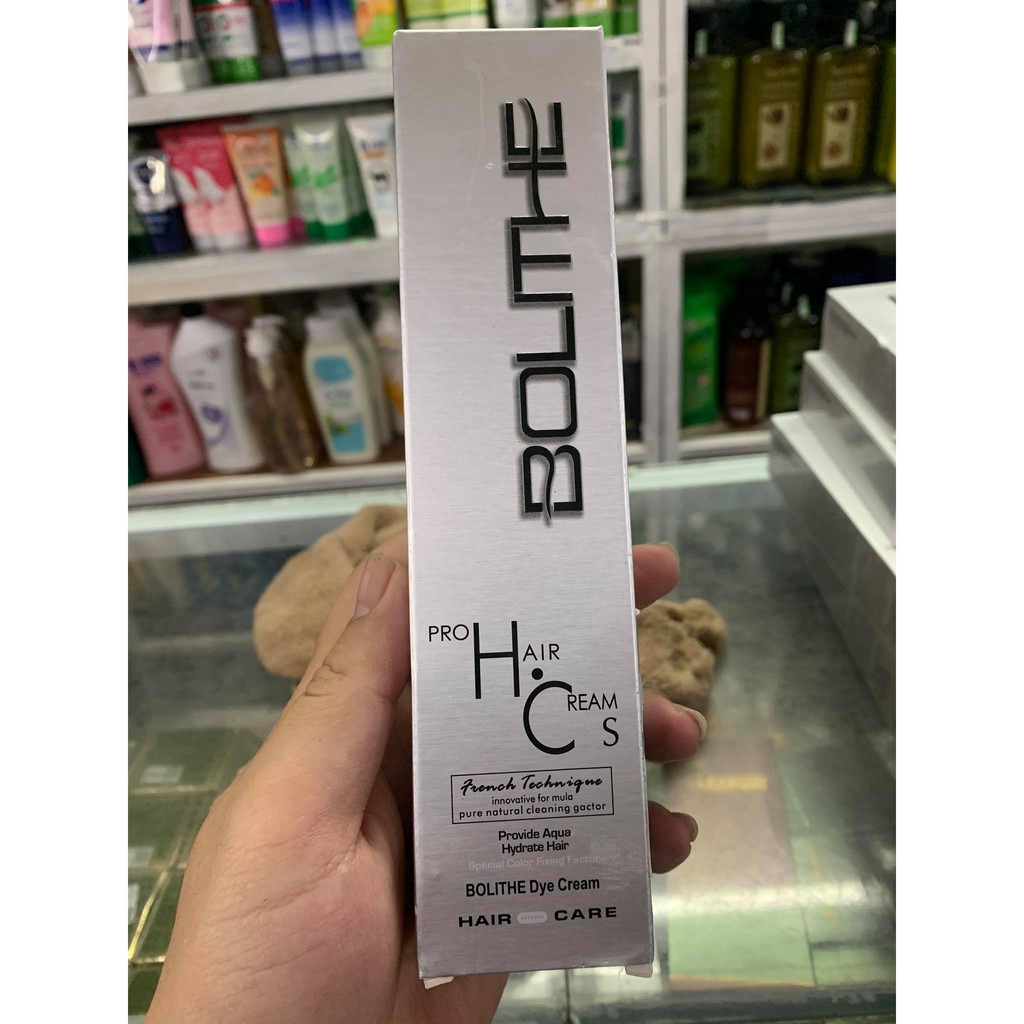 BOLITHE
PRO HAIR
CREAM S
French Technique
innovative for mula
pure natural cleaning gactor
Provide Aqua
Hydrate Hair
Special Color Fixing Factor
BOLITHE Dye Cream
HAIR CARE